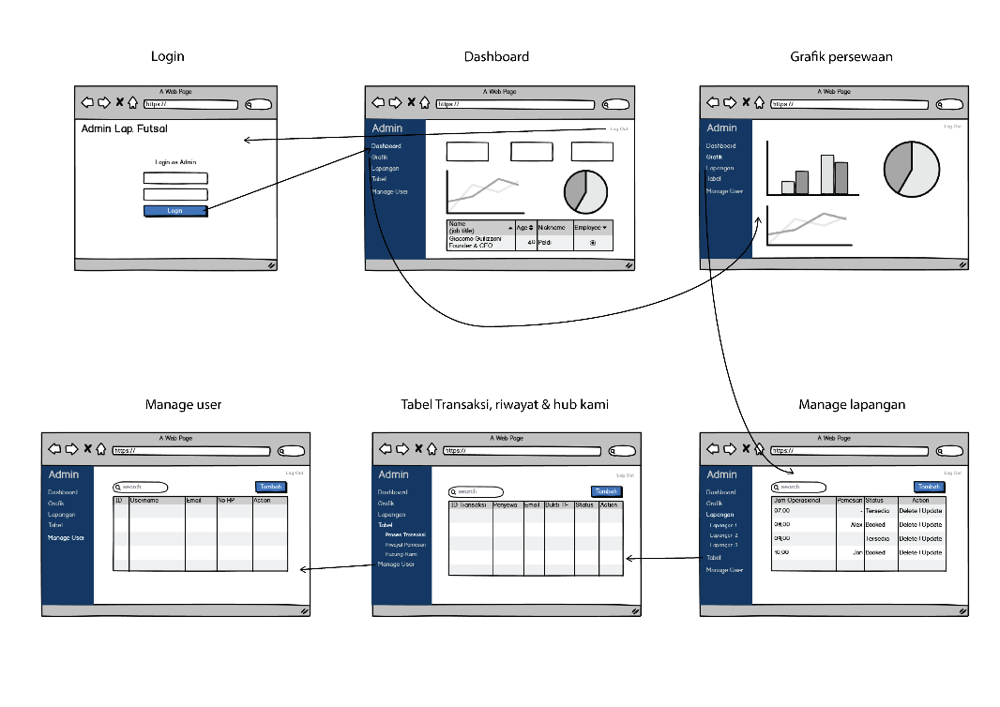 Login
A Web Page
https://
Admin Lap. Futsal
Login as Admin
Login
Dashboard
A Web Page
https://
Admin
Log Out
Dashboard
Grafik
Lapangan
Tabel
Manage User
Name
(job title)
Age
Nickname
Employee
Giacomo Guilizzoni
Founder & CEO
40
Peldi
Grafik persewaan
A Web Page
https://
Admin
Log Out
Dashboard
Grafik
Lapangan
Tabel
Manage User
Manage user
A Web Page
https://
Admin
Log Out
Dashboard
Grafik
Lapangan
Tabel
Manage User
search
Tambah
ID Username Email No HP Action
Tabel Transaksi, riwayat & hub kami
A Web Page
https://
Admin
Log Out
Dashboard
Grafik
Lapangan
Tabel
Proses Transaksi
Riwayat Pemesan
Hubungi Kami
Manage User
search
Tambah
ID Transaksi Penyewa Email Bukti TF Status Action
Manage lapangan
A Web Page
https://
Admin
Log Out
Dashboard
Grafik
Lapangan
Lapangan 1
Lapangan 2
Lapangan 3
Tabel
Manage User
search
Tambah
Jam Operasional Pemesan Status Action
07.00 - Tersedia Delete | Update
08.00 Alex Booked Delete | Update
09.00 Tersedia Delete | Update
10.00 Jon Booked Delete | Update